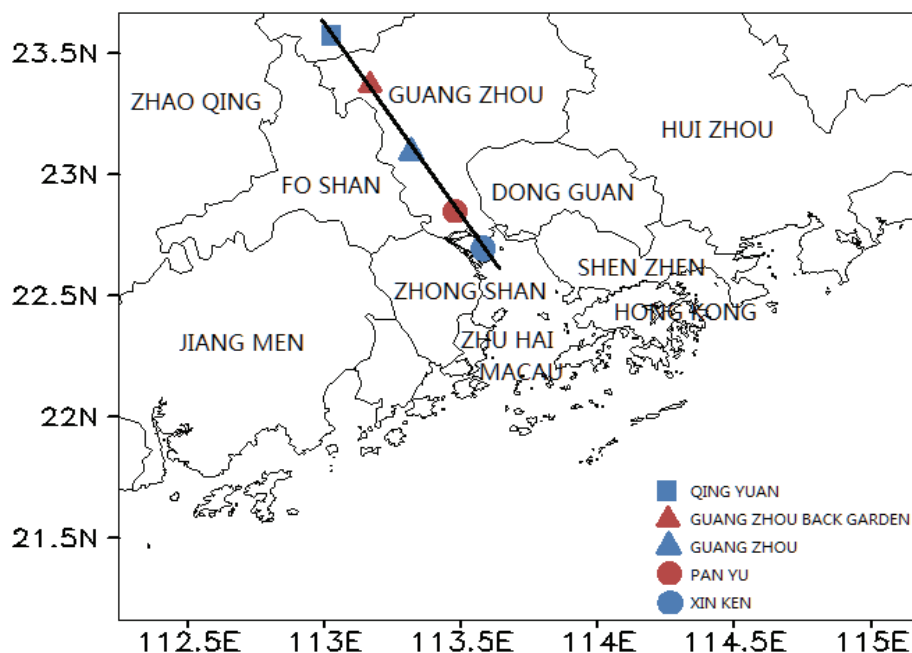 23.5N
ZHAO QING
GUANG ZHOU
HUI ZHOU
23N
FO SHAN
DONG GUAN
SHEN ZHEN
22.5N
ZHONG SHAN
HONG KONG
JIANG MEN
ZHU HAI
MACAU
22N
21.5N
QING YUAN
GUANG ZHOU BACK GARDEN
GUANG ZHOU
PAN YU
XIN KEN
112.5E 113E 113.5E 114E 114.5E 115E